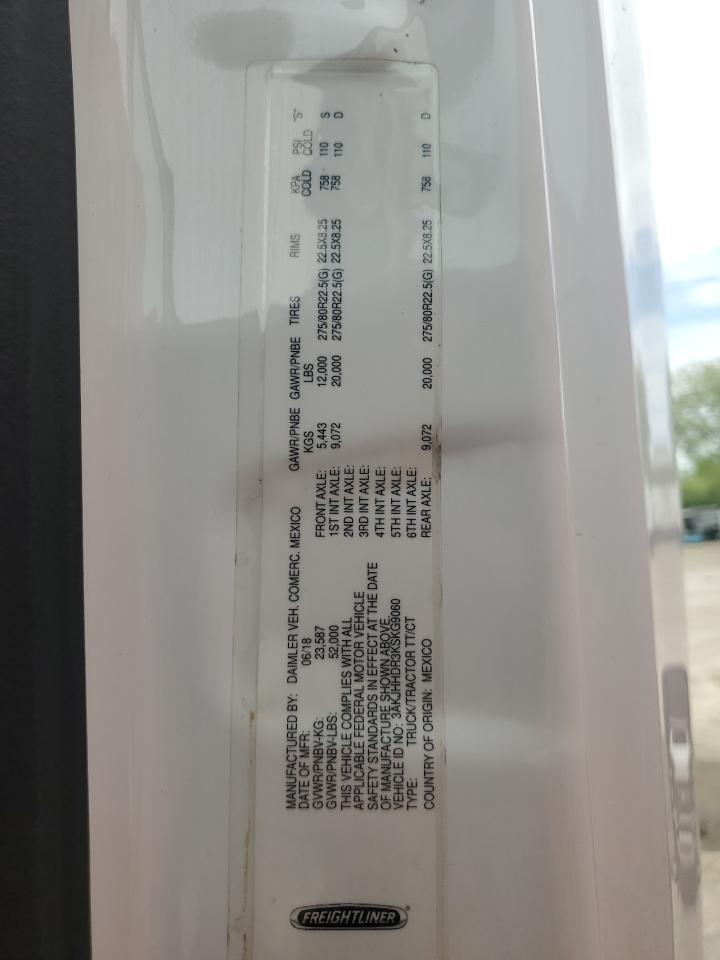 FREIGHTLINER
MANUFACTURED BY: DAIMLER VEH. COMERC. MEXICO
DATE OF MFR: 06/18
GVWR/PNBV-KG: 23,587
GVWR/PNBV-LBS: 52,000
THIS VEHICLE COMPLIES WITH ALL
APPLICABLE FEDERAL MOTOR VEHICLE
SAFETY STANDARDS IN EFFECT AT THE DATE
OF MANUFACTURE SHOWN ABOVE.
VEHICLE ID NO: 3AKJHHDR3KSKG9060
TYPE: TRUCK/TRACTOR TT/CT
COUNTRY OF ORIGIN: MEXICO
GAWR/PNBE GAWR/PNBE TIRES RIMS KPA PSI "S"
KGS LBS COLD COLD
FRONT AXLE: 5,443 12,000 275/80R22.5(G) 22.5X8.25 758 110 S
1ST INT AXLE: 9,072 20,000 275/80R22.5(G) 22.5X8.25 758 110 D
2ND INT AXLE:
3RD INT AXLE:
4TH INT AXLE:
5TH INT AXLE:
6TH INT AXLE:
REAR AXLE: 9,072 20,000 275/80R22.5(G) 22.5X8.25 758 110 D